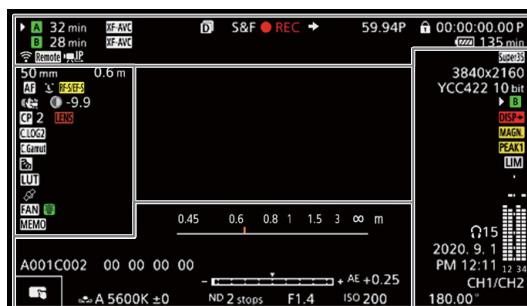 A 32 min XF-AVC D S&F REC 59.94P 00:00:00.00 P
B 28 min XF-AVC 135 min
Remote IP
50 mm 0.6 m
AF RF-S/EF-S
-9.9
CP 2 LENS
C.LOG2
C.Gamut
LUT
FAN
MEMO
Super35
3840x2160
YCC422 10 bit
B
DISP
MAGN.
PEAK1
LIM
15
2020. 9. 1
PM 12:11 12 34
CH1/CH2
180.00°
0.45 0.6 0.8 1 1.5 3 ∞ m
A001C002 00 00 00 00
- + AE +0.25
A 5600K ±0 ND 2 stops F1.4 ISO 200